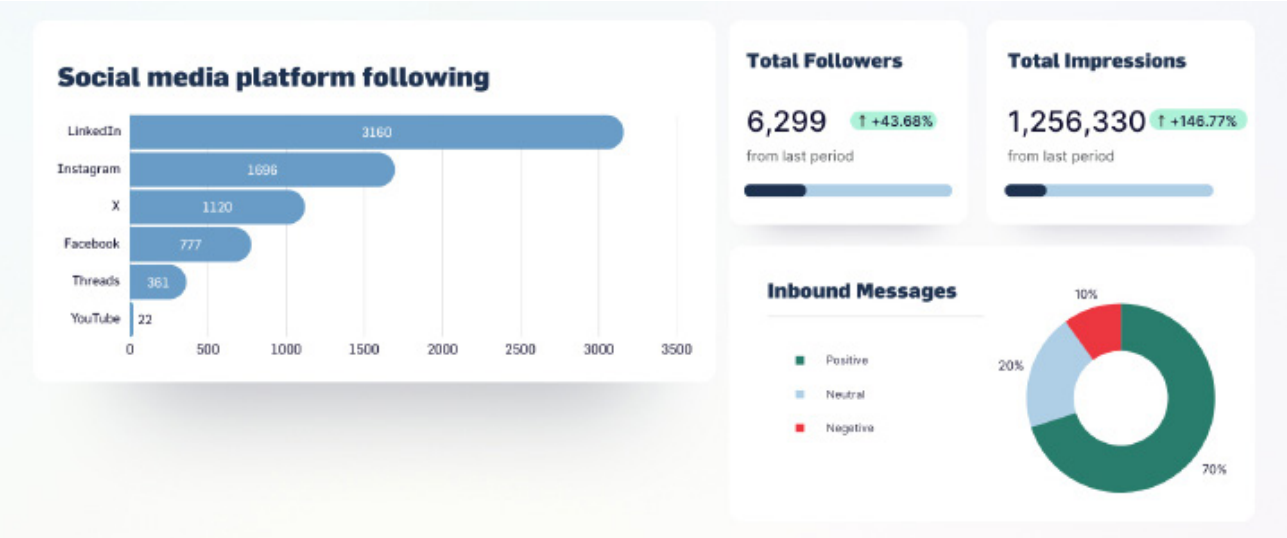 Social media platform following
LinkedIn 3160
Instagram 1696
X 1120
Facebook 777
Threads 361
YouTube 22
0 500 1000 1500 2000 2500 3000 3500
Total Followers
6,299 ↑ +43.68%
from last period
Total Impressions
1,256,330 ↑ +146.77%
from last period
Inbound Messages
Positive
Neutral
Negative
10%
20%
70%